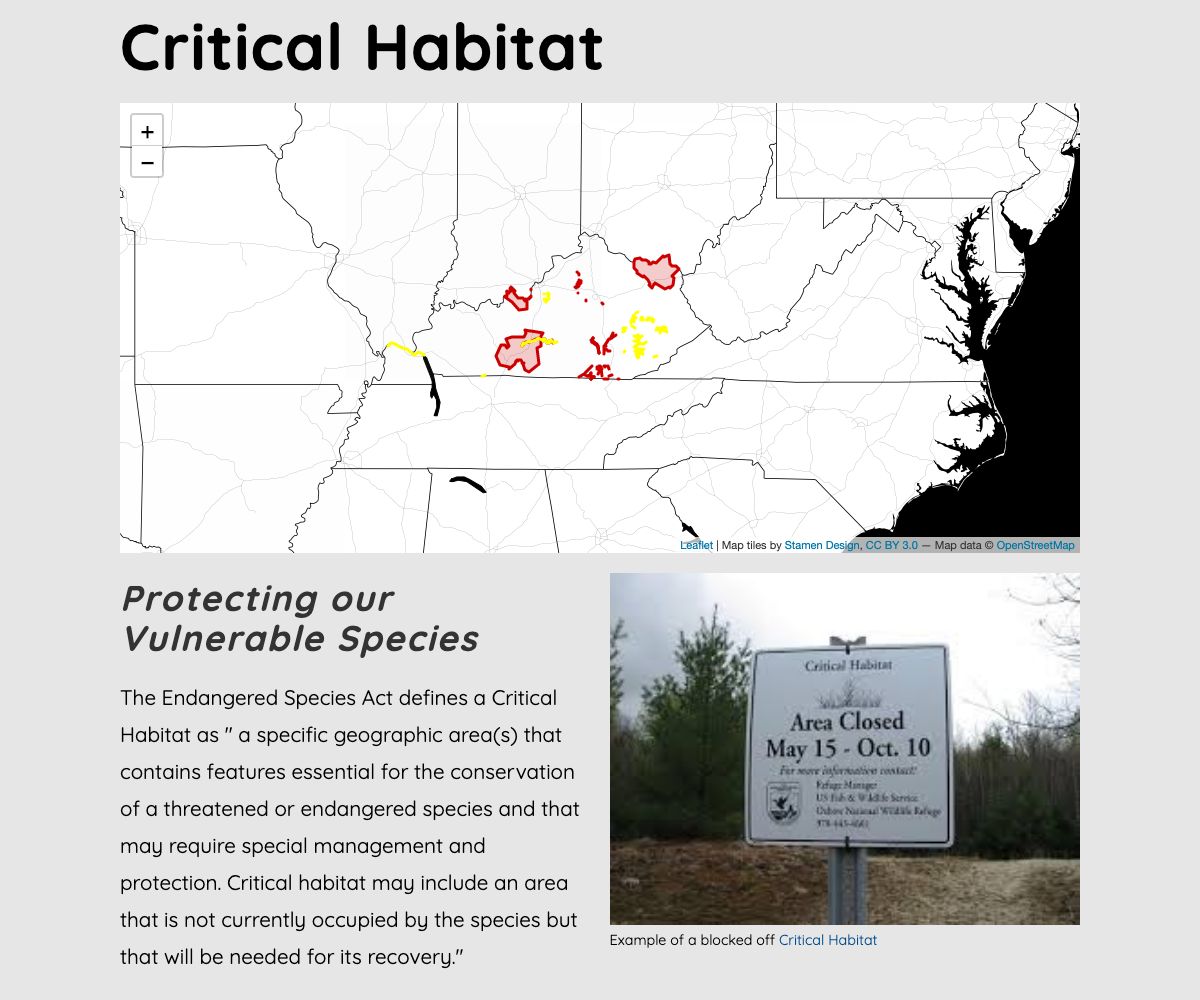 Critical Habitat
+
−
Leaflet | Map tiles by Stamen Design, CC BY 3.0 — Map data © OpenStreetMap
Protecting our
Vulnerable Species
The Endangered Species Act defines a Critical
Habitat as " a specific geographic area(s) that
contains features essential for the conservation
of a threatened or endangered species and that
may require special management and
protection. Critical habitat may include an area
that is not currently occupied by the species but
that will be needed for its recovery."
Critical Habitat
Area Closed
May 15 - Oct. 10
For more information contact:
Refuge Manager
US Fish & Wildlife Service
Oxbow National Wildlife Refuge
Example of a blocked off Critical Habitat